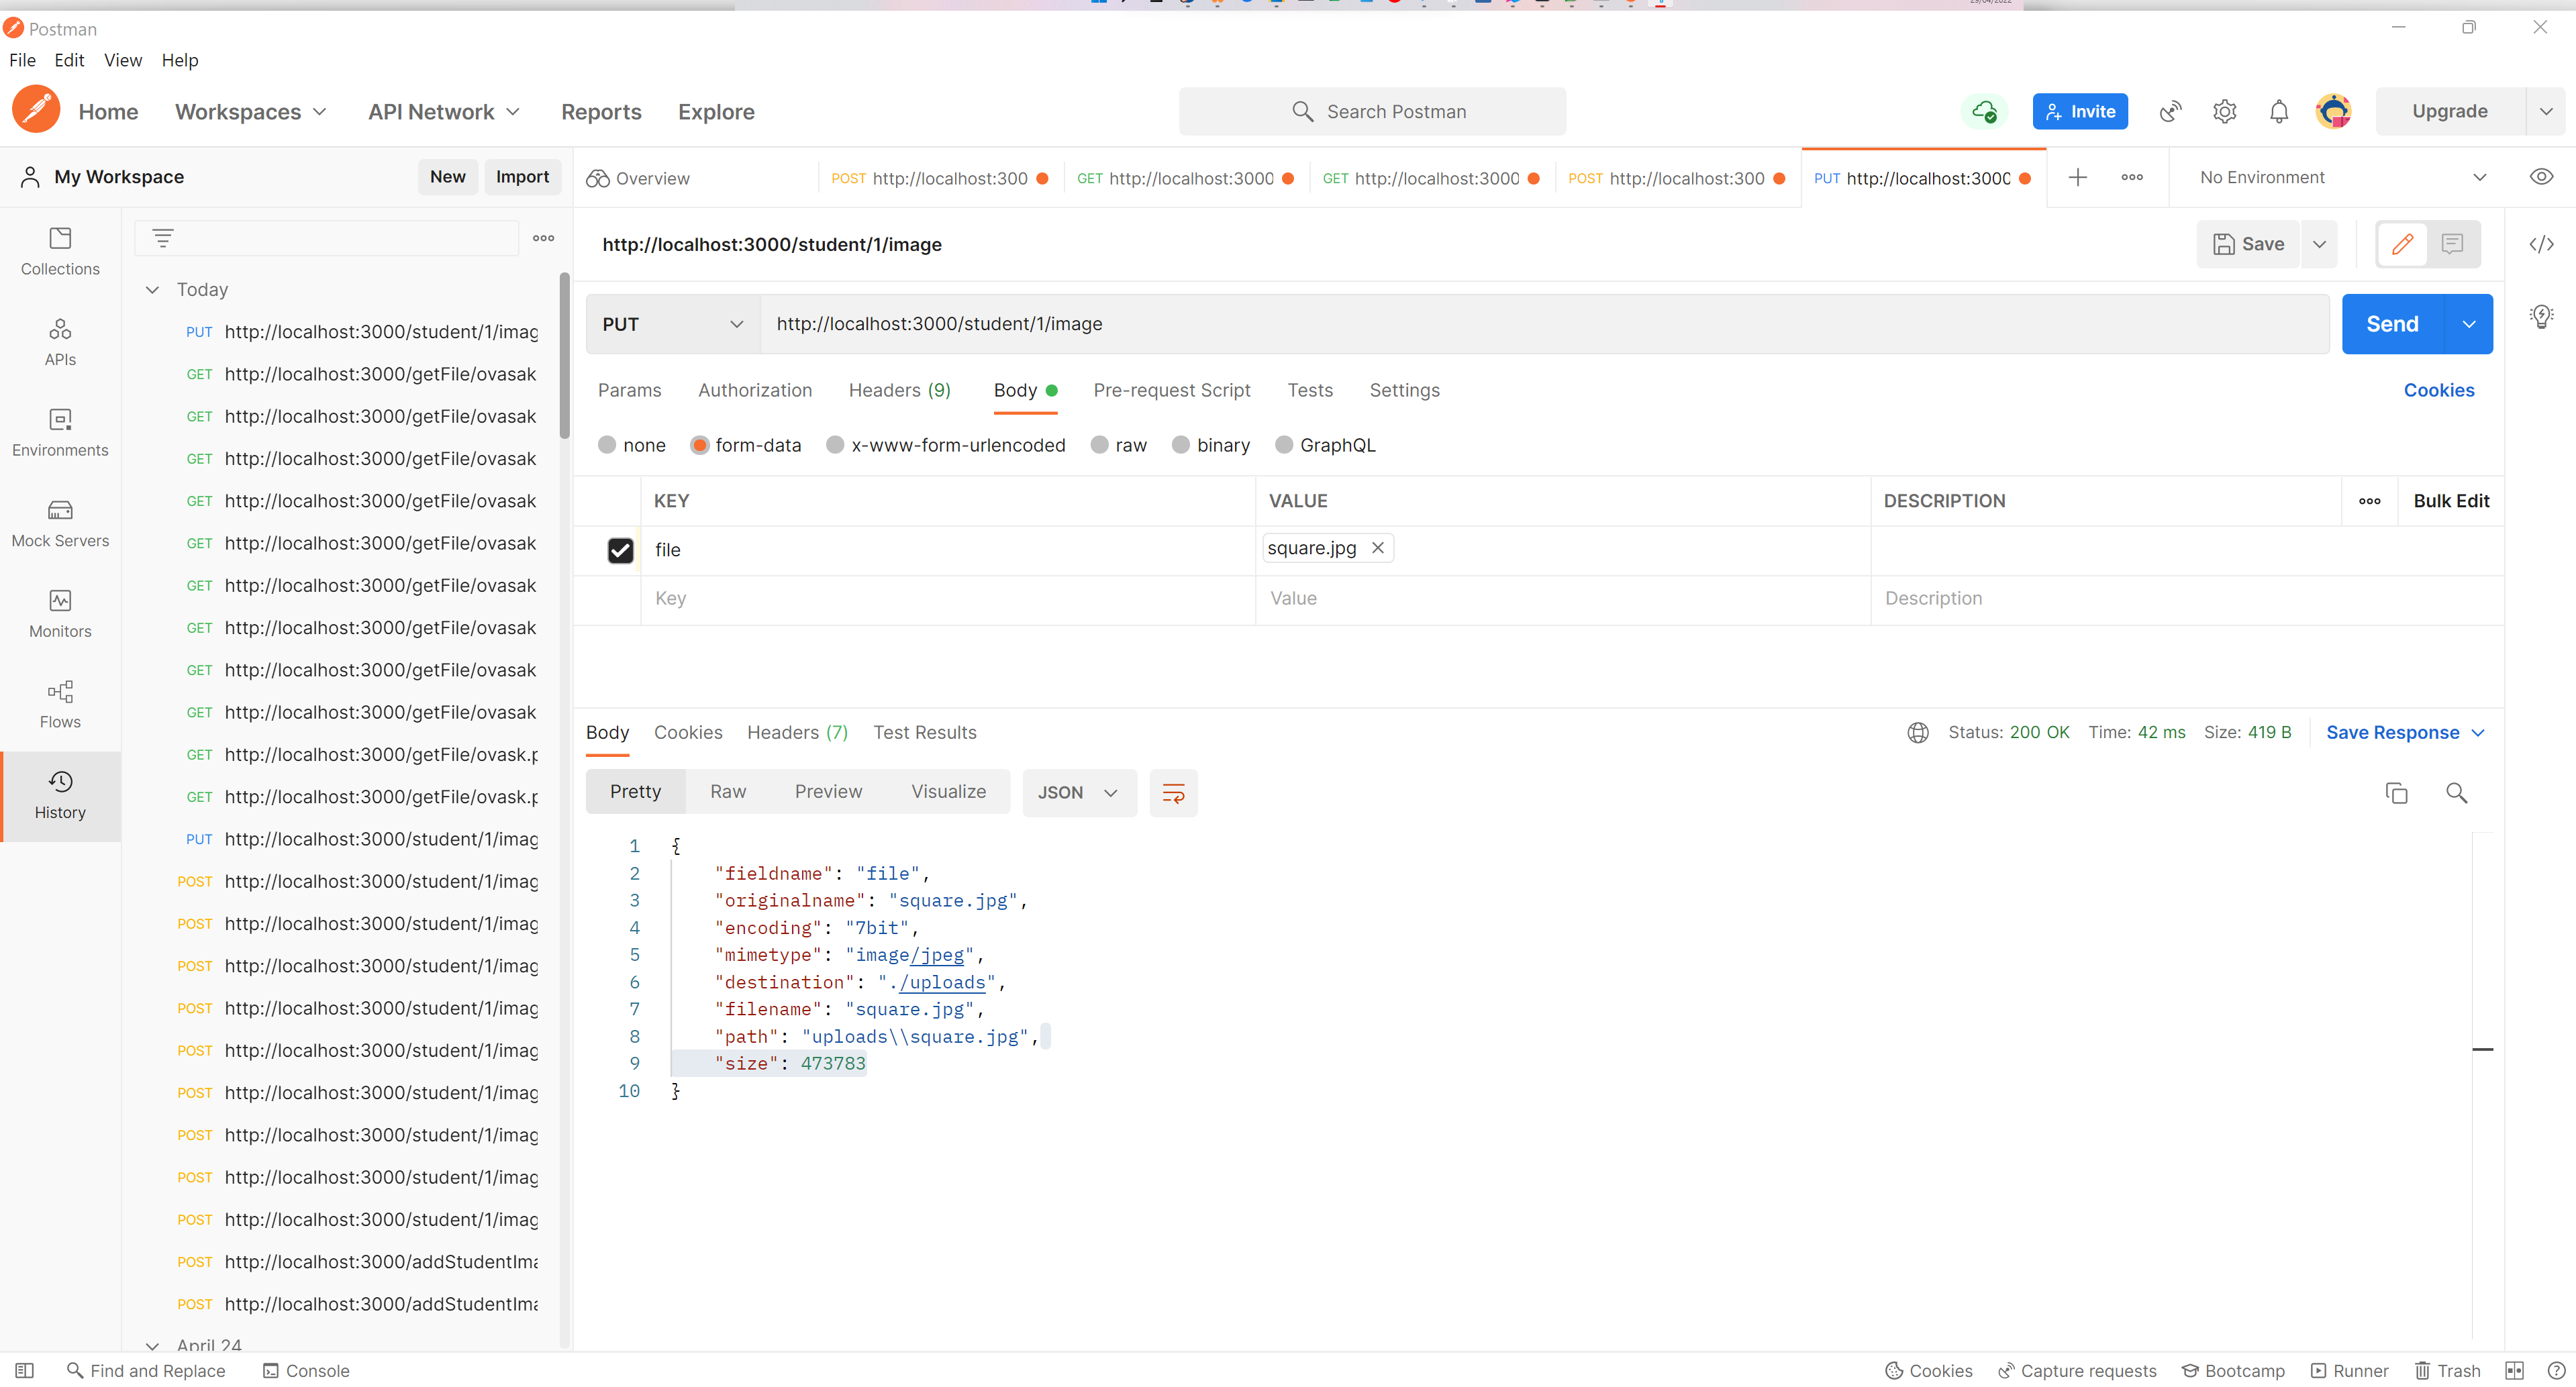 29/04/2022
Postman
File Edit View Help
Home Workspaces API Network Reports Explore Search Postman Invite Upgrade
My Workspace New Import Overview POST http://localhost:300 GET http://localhost:3000 GET http://localhost:3000 POST http://localhost:300 PUT http://localhost:3000 No Environment
Collections
APIs
Environments
Mock Servers
Monitors
Flows
History
Today
PUT http://localhost:3000/student/1/imag
GET http://localhost:3000/getFile/ovasak
GET http://localhost:3000/getFile/ovasak
GET http://localhost:3000/getFile/ovasak
GET http://localhost:3000/getFile/ovasak
GET http://localhost:3000/getFile/ovasak
GET http://localhost:3000/getFile/ovasak
GET http://localhost:3000/getFile/ovasak
GET http://localhost:3000/getFile/ovasak
GET http://localhost:3000/getFile/ovasak
GET http://localhost:3000/getFile/ovask.p
GET http://localhost:3000/getFile/ovask.p
PUT http://localhost:3000/student/1/imag
POST http://localhost:3000/student/1/imag
POST http://localhost:3000/student/1/imag
POST http://localhost:3000/student/1/imag
POST http://localhost:3000/student/1/imag
POST http://localhost:3000/student/1/imag
POST http://localhost:3000/student/1/imag
POST http://localhost:3000/student/1/imag
POST http://localhost:3000/student/1/imag
POST http://localhost:3000/student/1/imag
POST http://localhost:3000/addStudentIma
POST http://localhost:3000/addStudentIma
April 24
http://localhost:3000/student/1/image
Save
PUT http://localhost:3000/student/1/image Send
Params Authorization Headers (9) Body Pre-request Script Tests Settings Cookies
none form-data x-www-form-urlencoded raw binary GraphQL
KEY VALUE DESCRIPTION Bulk Edit
file square.jpg
Key Value Description
Body Cookies Headers (7) Test Results Status: 200 OK Time: 42 ms Size: 419 B Save Response
Pretty Raw Preview Visualize JSON
1 {
2 "fieldname": "file",
3 "originalname": "square.jpg",
4 "encoding": "7bit",
5 "mimetype": "image/jpeg",
6 "destination": "./uploads",
7 "filename": "square.jpg",
8 "path": "uploads\\square.jpg",
9 "size": 473783
10 }
Find and Replace Console Cookies Capture requests Bootcamp Runner Trash